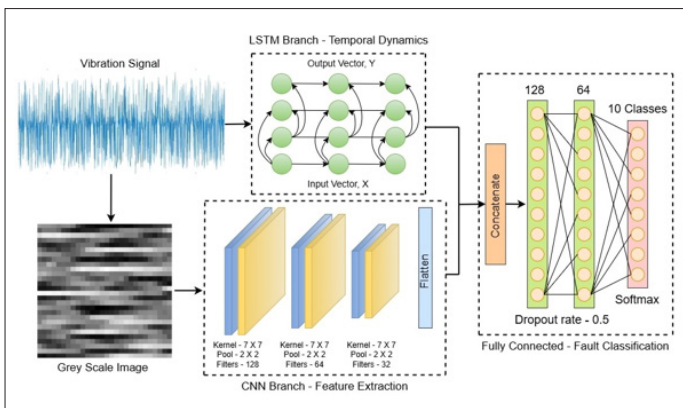 LSTM Branch - Temporal Dynamics
Vibration Signal
Output Vector, Y
Input Vector, X
128
64
10 Classes
Concatenate
Softmax
Dropout rate - 0.5
Fully Connected - Fault Classification
Grey Scale Image
Flatten
Kernel - 7 X 7
Pool - 2 X 2
Filters - 128
Kernel - 7 X 7
Pool - 2 X 2
Filters - 64
Kernel - 7 X 7
Pool - 2 X 2
Filters - 32
CNN Branch - Feature Extraction